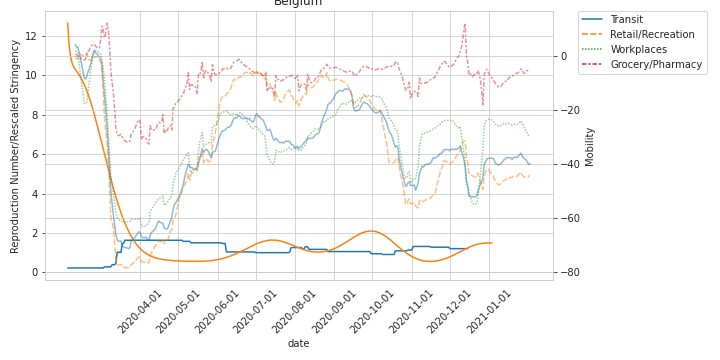 Belgium
Transit
Retail/Recreation
Workplaces
Grocery/Pharmacy
Reproduction Number/Rescaled Stringency
12
10
8
6
4
2
0
0
−20
−40
−60
−80
Mobility
2020-04-01
2020-05-01
2020-06-01
2020-07-01
2020-08-01
2020-09-01
2020-10-01
2020-11-01
2020-12-01
2021-01-01
date